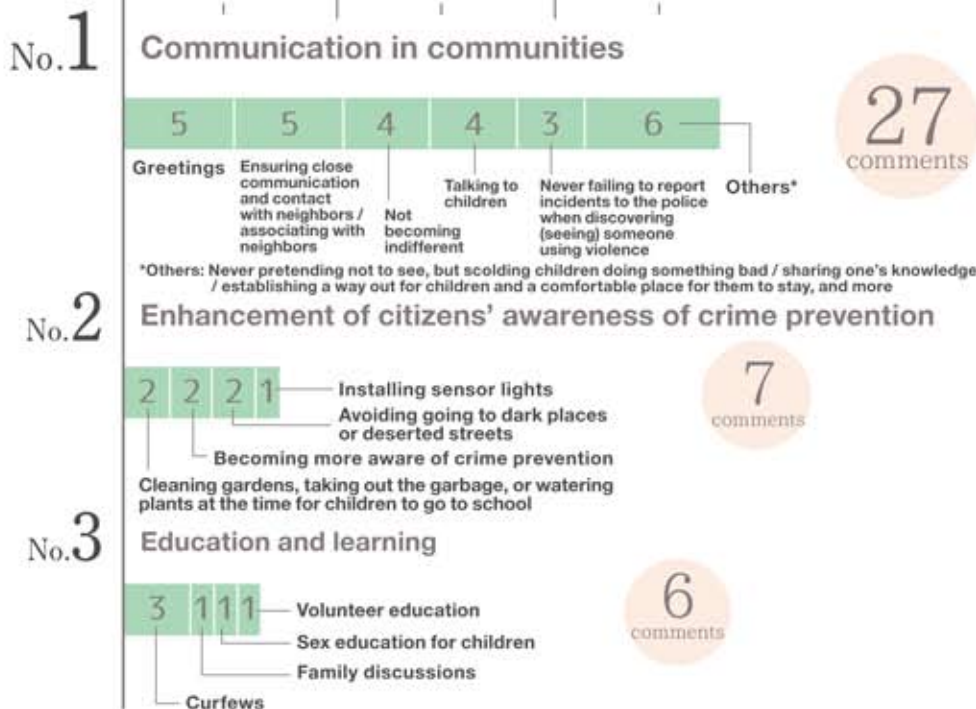 No.1
Communication in communities
5 5 4 4 3 6
27
comments
Greetings
Ensuring close
communication
and contact
with neighbors /
associating with
neighbors
Not
becoming
indifferent
Talking to
children
Never failing to report
incidents to the police
when discovering
(seeing) someone
using violence
Others*
*Others: Never pretending not to see, but scolding children doing something bad / sharing one's knowledge
/ establishing a way out for children and a comfortable place for them to stay, and more
No.2
Enhancement of citizens' awareness of crime prevention
2 2 2 1
7
comments
Installing sensor lights
Avoiding going to dark places
or deserted streets
Becoming more aware of crime prevention
Cleaning gardens, taking out the garbage, or watering
plants at the time for children to go to school
No.3
Education and learning
3 1 1 1
6
comments
Volunteer education
Sex education for children
Family discussions
Curfews